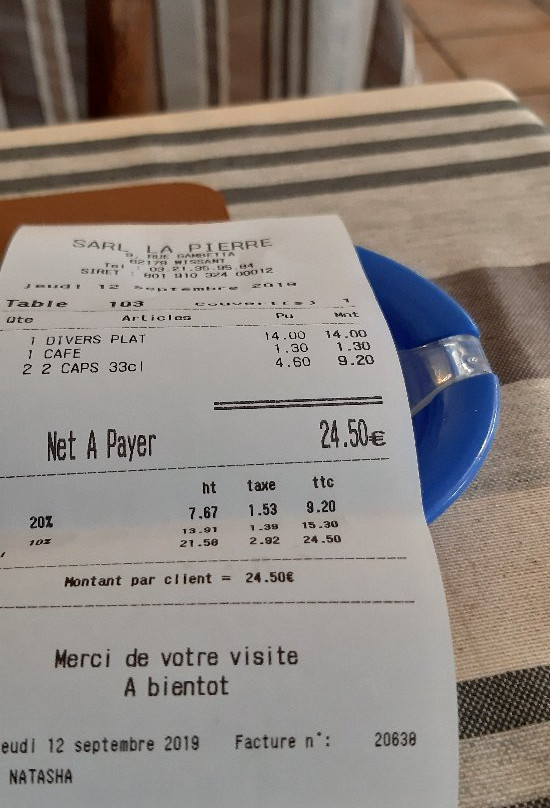 SARL LA PIERRE
9, RUE GAMBETTA
62179 WISSANT
Tel : 03.21.35.95.84
SIRET : 801 910 324 00012
Jeudi 12 septembre 2019
Table 103 couvert(s) 1
Qte Articles Pu Mnt
1 DIVERS PLAT 14.00 14.00
1 CAFE 1.30 1.30
2 2 CAPS 33cl 4.60 9.20
Net A Payer 24.50€
ht taxe ttc
20% 7.67 1.53 9.20
10% 13.91 1.39 15.30
21.58 2.92 24.50
Montant par client = 24.50€
Merci de votre visite
A bientot
eudi 12 septembre 2019 Facture n°: 20638
NATASHA